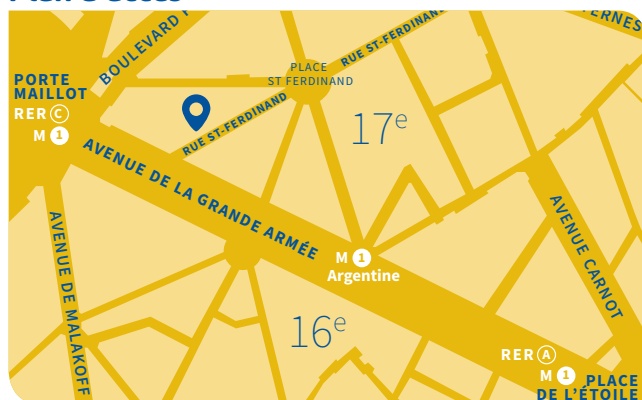 BOULEVARD
PORTE
MAILLOT
RER C
M 1
PLACE
ST FERDINAND
RUE ST-FERDINAND
RUE ST-FERDINAND
17e
AVENUE DE LA GRANDE ARMÉE
AVENUE DE MALAKOFF
M 1
Argentine
AVENUE CARNOT
16e
RER A
M 1 PLACE
DE L'ÉTOILE